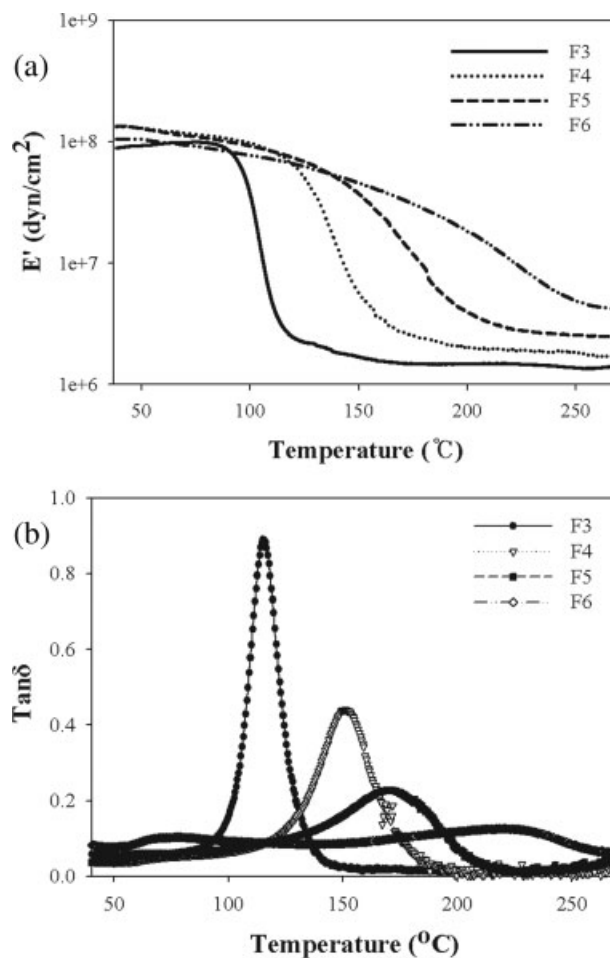 (a)
E' (dyn/cm²)
1e+9
1e+8
1e+7
1e+6
F3
F4
F5
F6
50 100 150 200 250
Temperature (℃)
(b)
Tanδ
1.0
0.8
0.6
0.4
0.2
0.0
F3
F4
F5
F6
50 100 150 200 250
Temperature (⁰C)